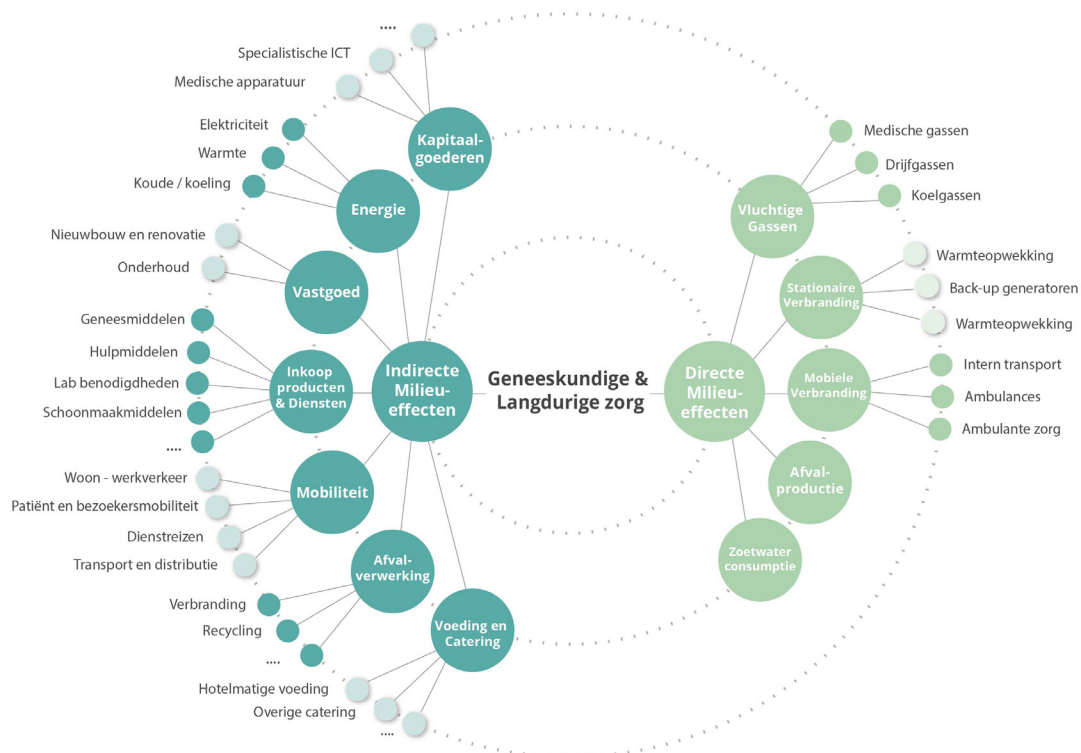 ....
Specialistische ICT
Medische apparatuur
Kapitaal-
goederen
Elektriciteit
Warmte
Koude / koeling
Energie
Nieuwbouw en renovatie
Onderhoud
Vastgoed
Geneesmiddelen
Hulpmiddelen
Lab benodigdheden
Schoonmaakmiddelen
....
Inkoop
producten
& Diensten
Indirecte
Milieu-
effecten
Woon - werkverkeer
Patiënt en bezoekersmobiliteit
Dienstreizen
Transport en distributie
Mobiliteit
Verbranding
Recycling
....
Afval-
verwerking
Hotelmatige voeding
Overige catering
....
Voeding en
Catering
Geneeskundige &
Langdurige zorg
Directe
Milieu-
effecten
Vluchtige
Gassen
Medische gassen
Drijfgassen
Koelgassen
Stationaire
Verbranding
Warmteopwekking
Back-up generatoren
Warmteopwekking
Mobiele
Verbranding
Intern transport
Ambulances
Ambulante zorg
Afval-
productie
Zoetwater
consumptie